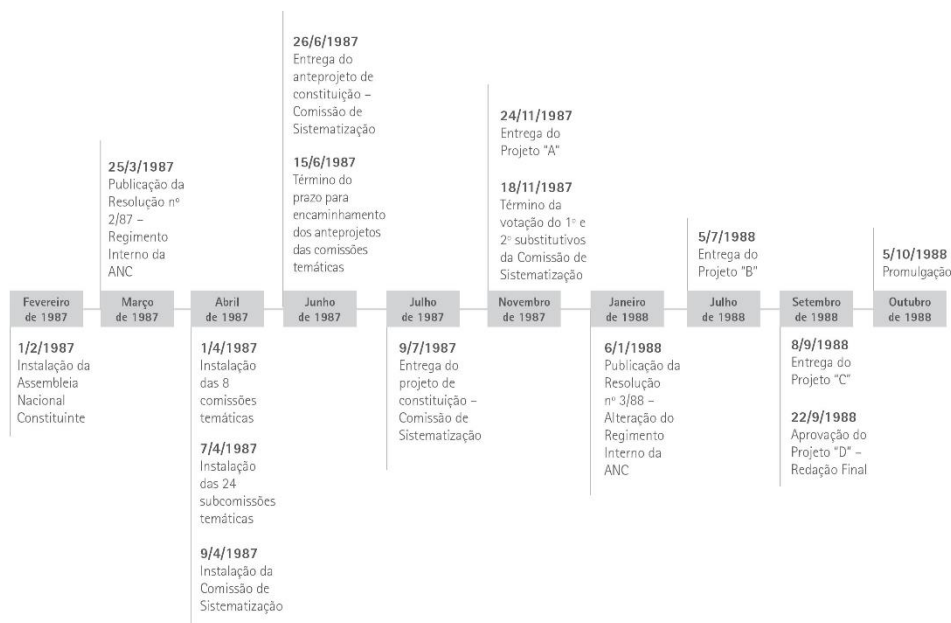 26/6/1987
Entrega do
anteprojeto de
constituição –
Comissão de
Sistematização
15/6/1987
Término do
prazo para
encaminhamento
dos anteprojetos
das comissões
temáticas
24/11/1987
Entrega do
Projeto "A"
18/11/1987
Término da
votação do 1º e
2º substitutivos
da Comissão de
Sistematização
25/3/1987
Publicação da
Resolução nº
2/87 –
Regimento
Interno da
ANC
5/7/1988
Entrega do
Projeto "B"
5/10/1988
Promulgação
Fevereiro
de 1987
Março
de 1987
Abril
de 1987
Junho
de 1987
Julho
de 1987
Novembro
de 1987
Janeiro
de 1988
Julho
de 1988
Setembro
de 1988
Outubro
de 1988
1/2/1987
Instalação da
Assembleia
Nacional
Constituinte
1/4/1987
Instalação
das 8
comissões
temáticas
7/4/1987
Instalação
das 24
subcomissões
temáticas
9/4/1987
Instalação da
Comissão de
Sistematização
9/7/1987
Entrega do
projeto de
constituição –
Comissão de
Sistematização
6/1/1988
Publicação da
Resolução
nº 3/88 –
Alteração do
Regimento
Interno da
ANC
8/9/1988
Entrega do
Projeto "C"
22/9/1988
Aprovação do
Projeto "D" –
Redação Final